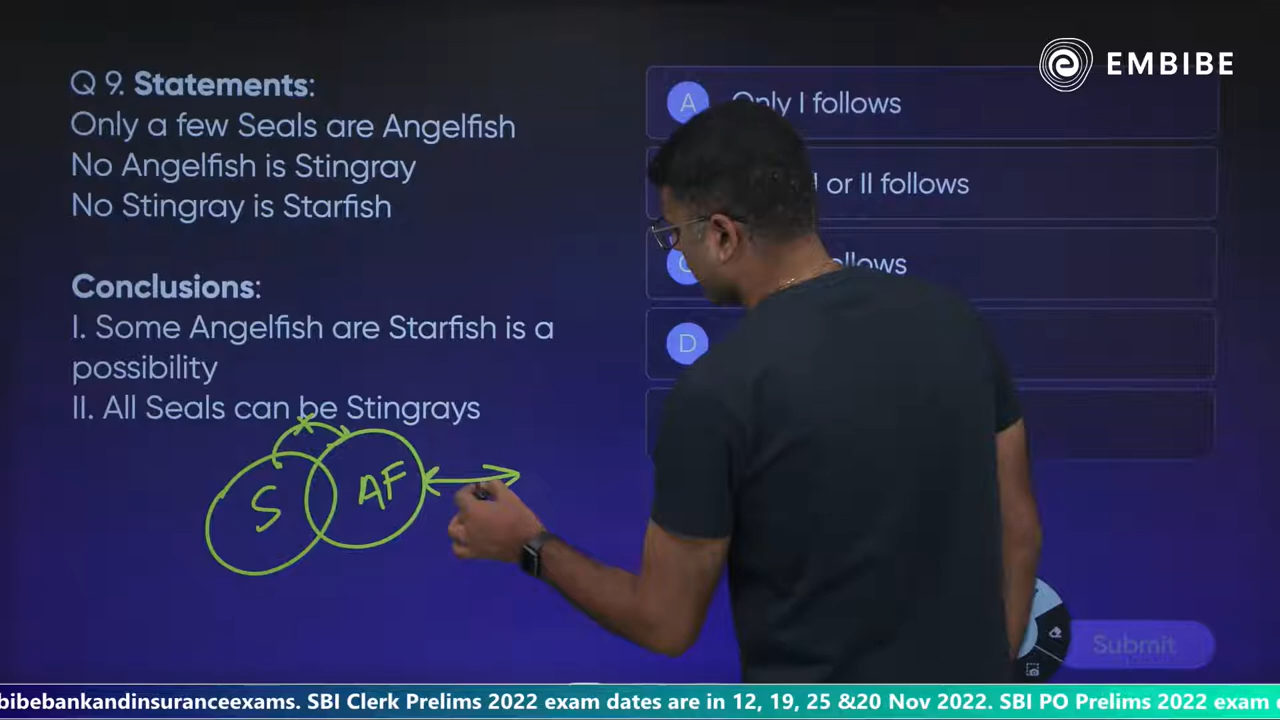 EMBIBE
Q 9. Statements:
Only a few Seals are Angelfish
No Angelfish is Stingray
No Stingray is Starfish
Conclusions:
I. Some Angelfish are Starfish is a
possibility
II. All Seals can be Stingrays
A Only I follows
or II follows
D
S AF
Submit
bibebankandinsuranceexams. SBI Clerk Prelims 2022 exam dates are in 12, 19, 25 &20 Nov 2022. SBI PO Prelims 2022 exam